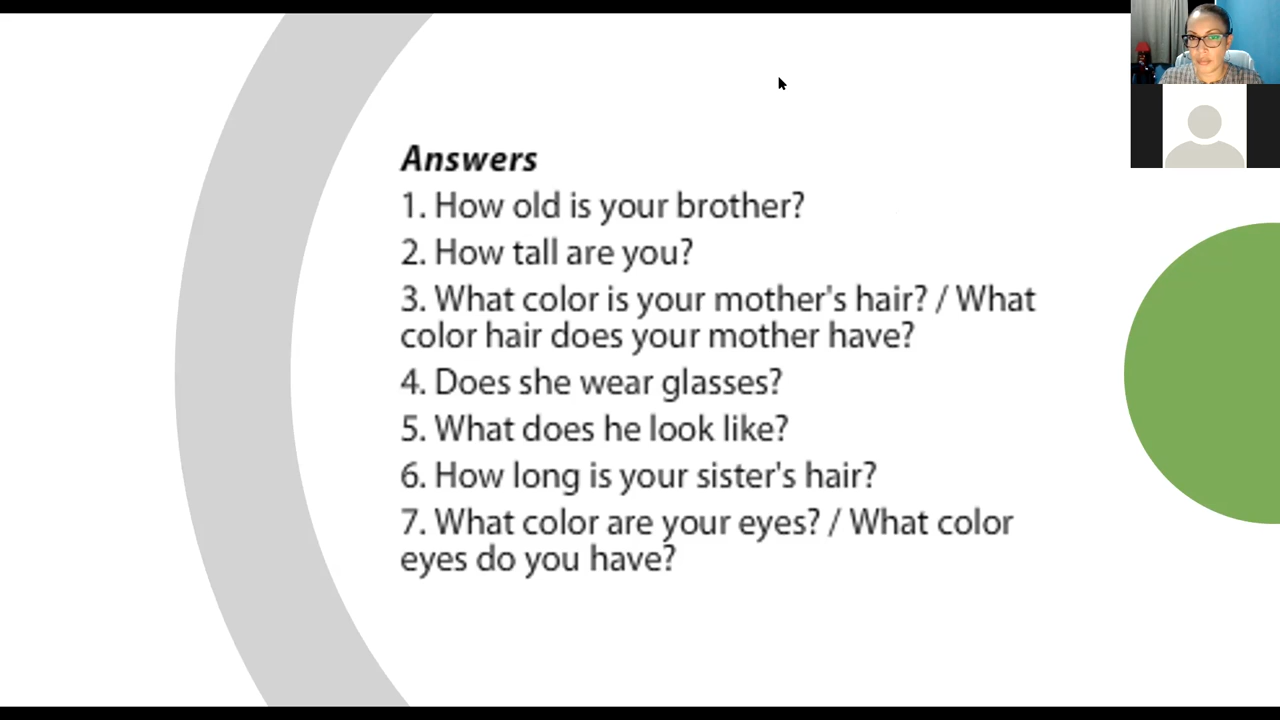 Answers
1. How old is your brother?
2. How tall are you?
3. What color is your mother's hair? / What
color hair does your mother have?
4. Does she wear glasses?
5. What does he look like?
6. How long is your sister's hair?
7. What color are your eyes? / What color
eyes do you have?